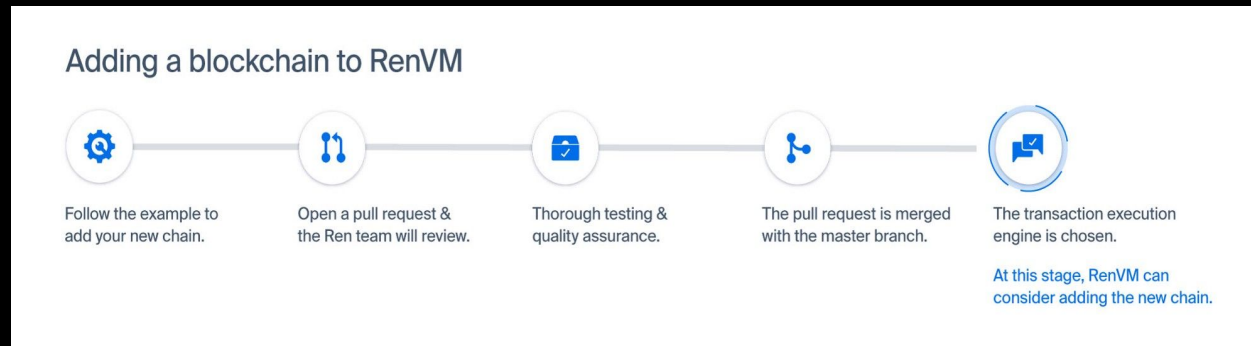 Adding a blockchain to RenVM
Follow the example to
add your new chain.
Open a pull request &
the Ren team will review.
Thorough testing &
quality assurance.
The pull request is merged
with the master branch.
The transaction execution
engine is chosen.
At this stage, RenVM can
consider adding the new chain.